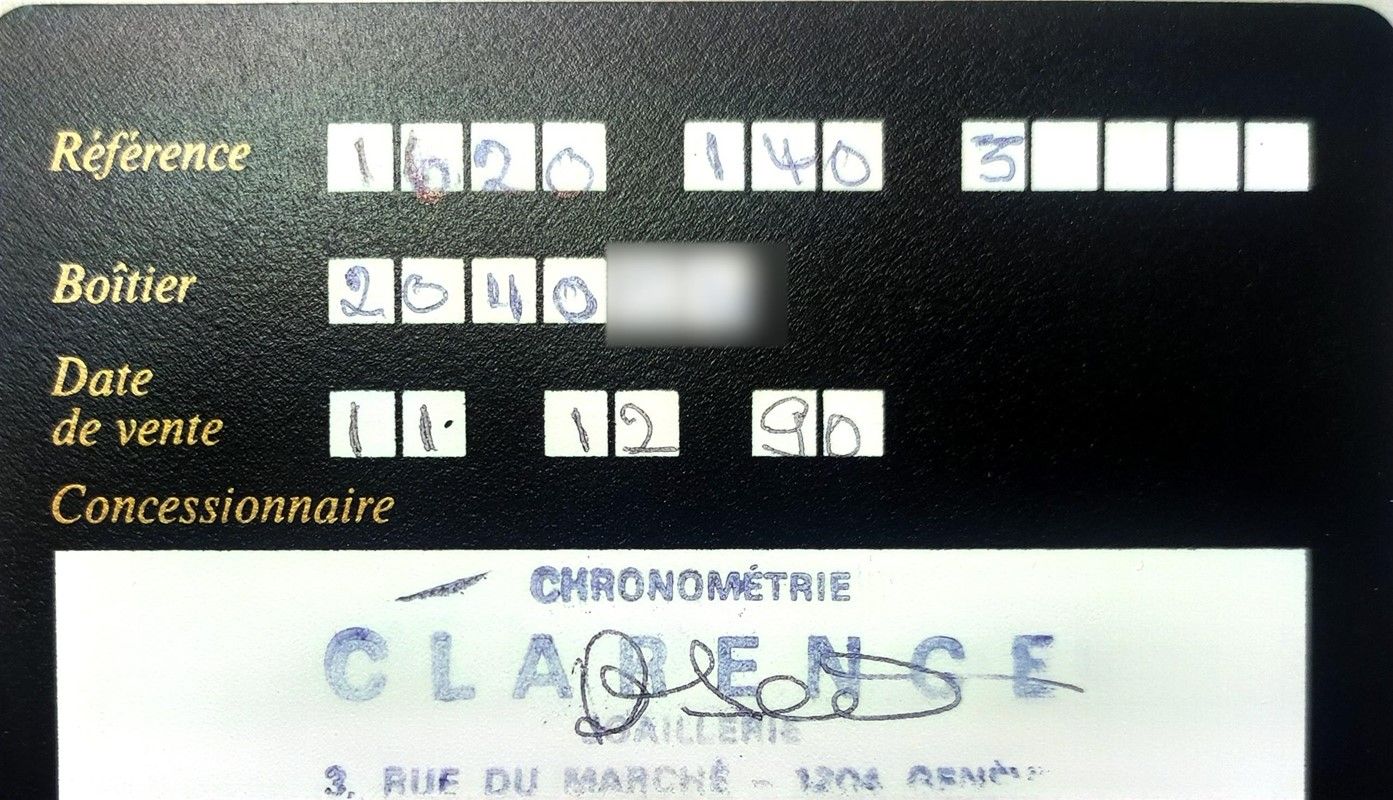 Référence 1620 140 3
Boîtier 2040
Date
de vente 11. 12 90
Concessionnaire
CHRONOMÉTRIE
CLARENCE
JOAILLERIE
3, RUE DU MARCHÉ - 1204 GENÈVE